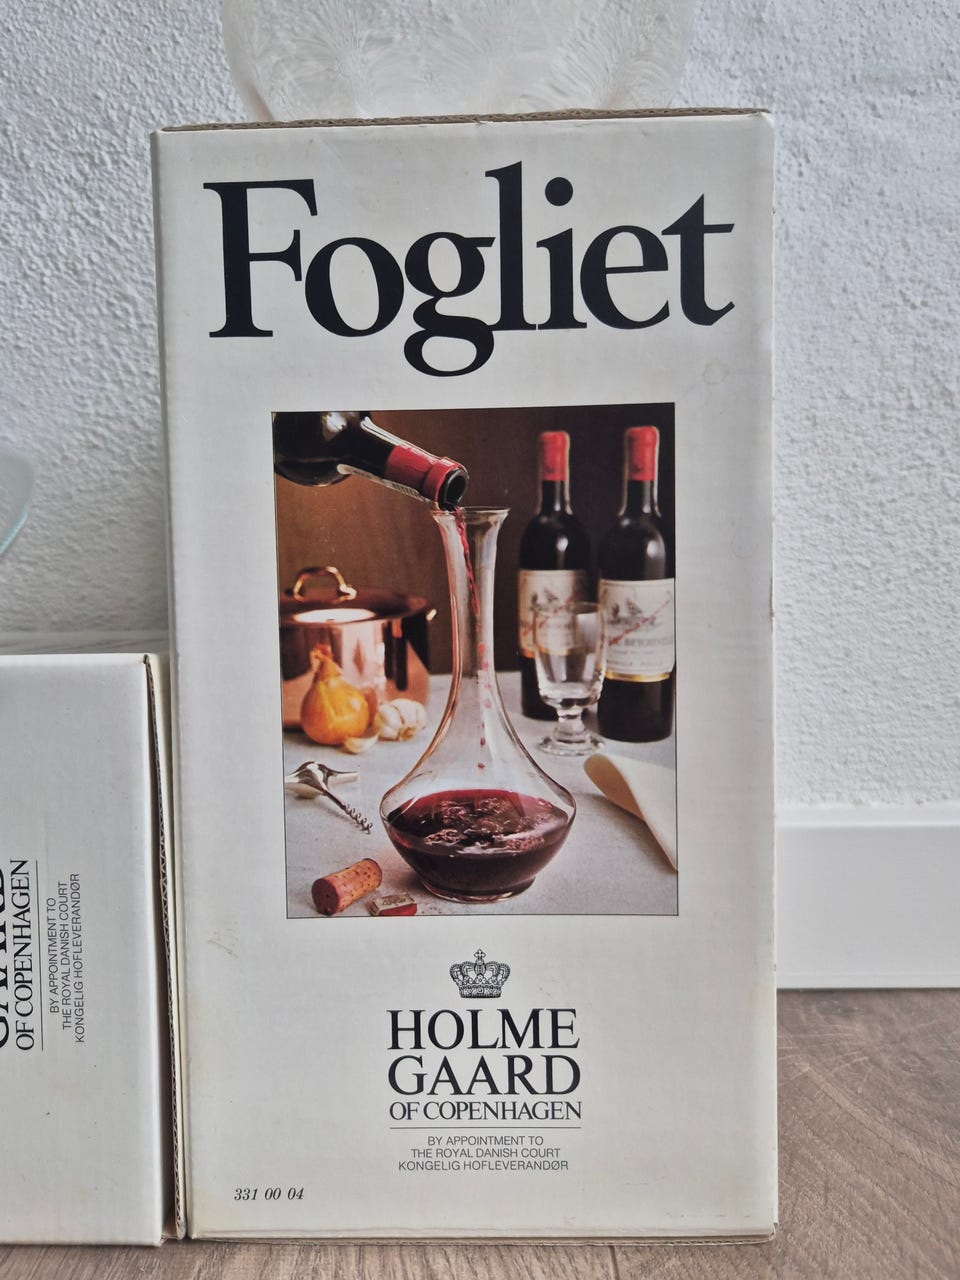 Fogliet
HOLME
GAARD
OF COPENHAGEN
BY APPOINTMENT TO
THE ROYAL DANISH COURT
KONGELIG HOFLEVERANDØR
331 00 04
OF COPENHAGEN
BY APPOINTMENT TO
THE ROYAL DANISH COURT
KONGELIG HOFLEVERANDØR